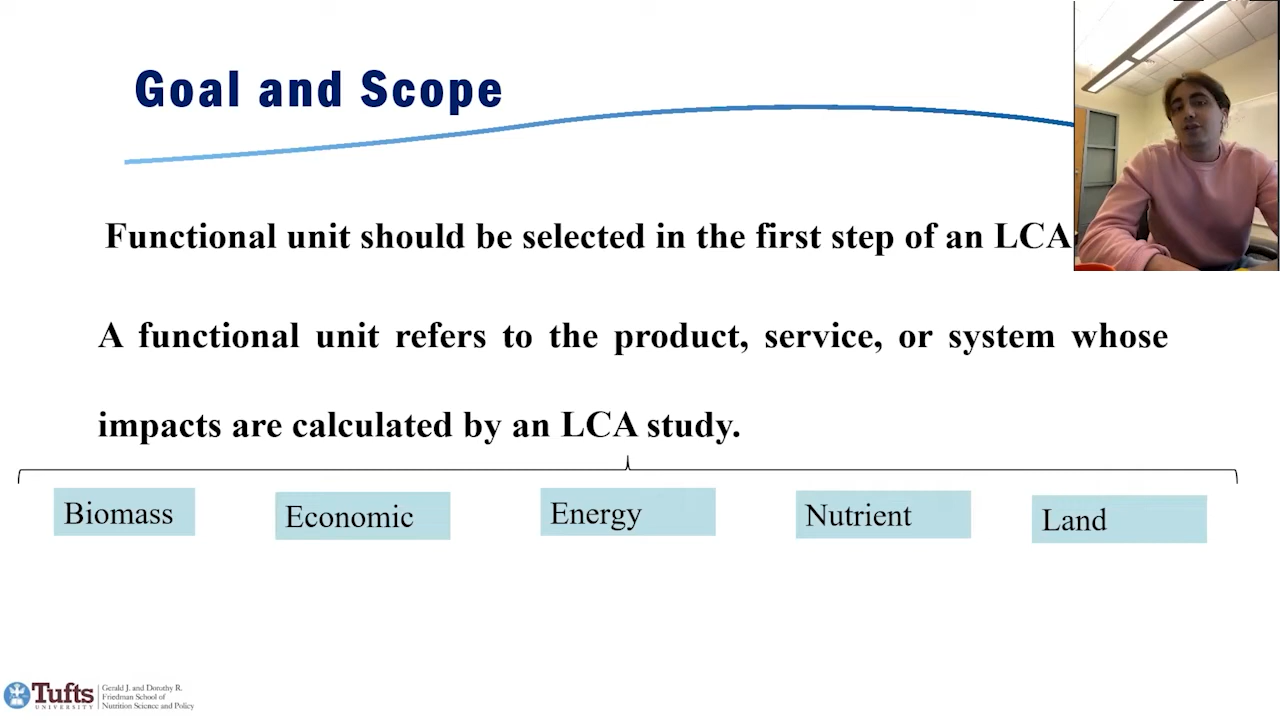 Goal and Scope
Functional unit should be selected in the first step of an LCA
A functional unit refers to the product, service, or system whose
impacts are calculated by an LCA study.
Biomass
Economic
Energy
Nutrient
Land
Tufts
UNIVERSITY
Gerald J. and Dorothy R.
Friedman School of
Nutrition Science and Policy